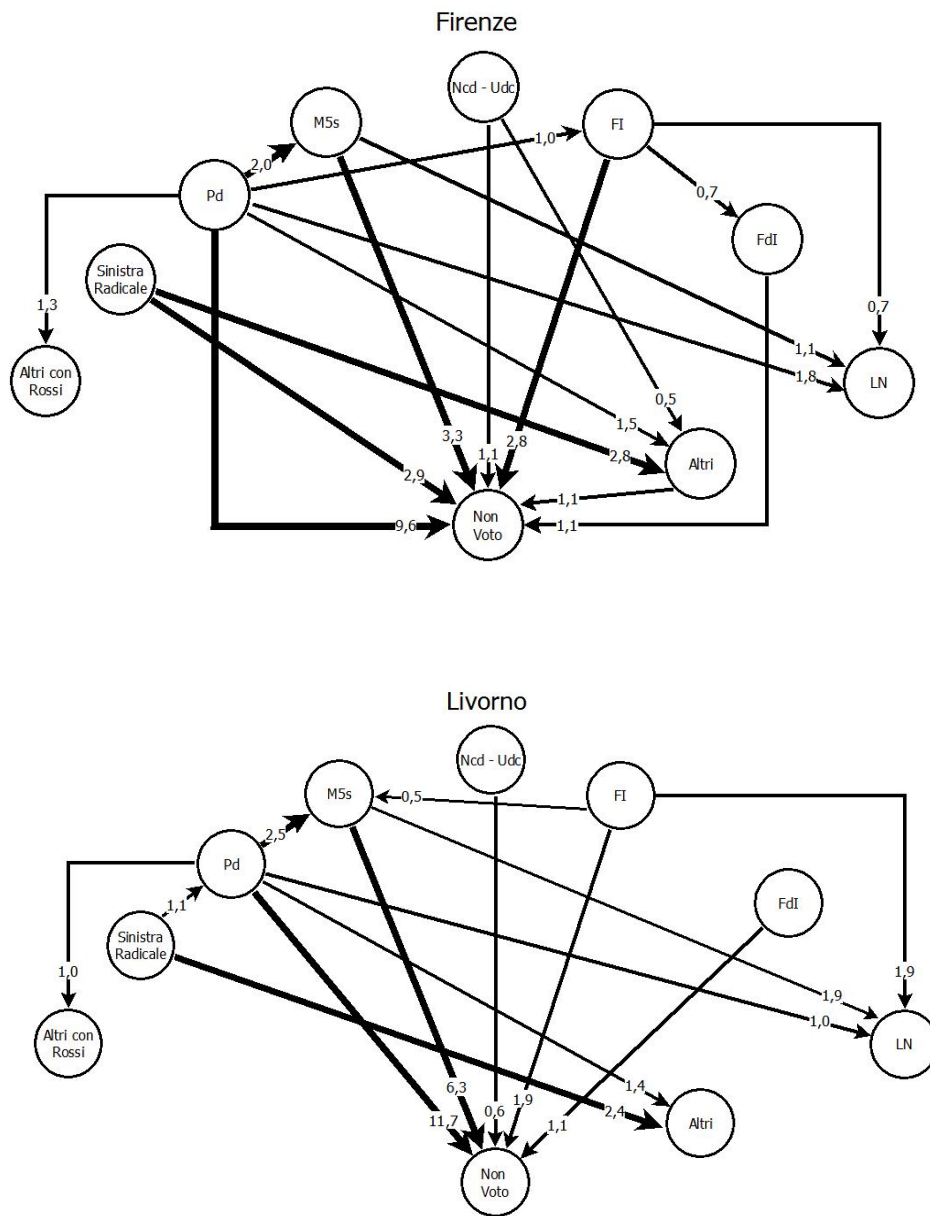 Firenze
Ncd - Udc
M5s
FI
1,0
2,0
Pd
0,7
FdI
Sinistra
Radicale
1,3
0,7
1,1
Altri con
Rossi
1,8
LN
0,5
1,5
3,3
2,8
1,1
2,8
Altri
2,9
1,1
Non
Voto
9,6
1,1
Livorno
Ncd - Udc
M5s
0,5
FI
2,5
Pd
1,1
FdI
Sinistra
Radicale
1,0
1,9
1,9
1,0
Altri con
Rossi
LN
6,3
1,4
11,7
0,6
1,9
2,4
1,1
Altri
Non
Voto